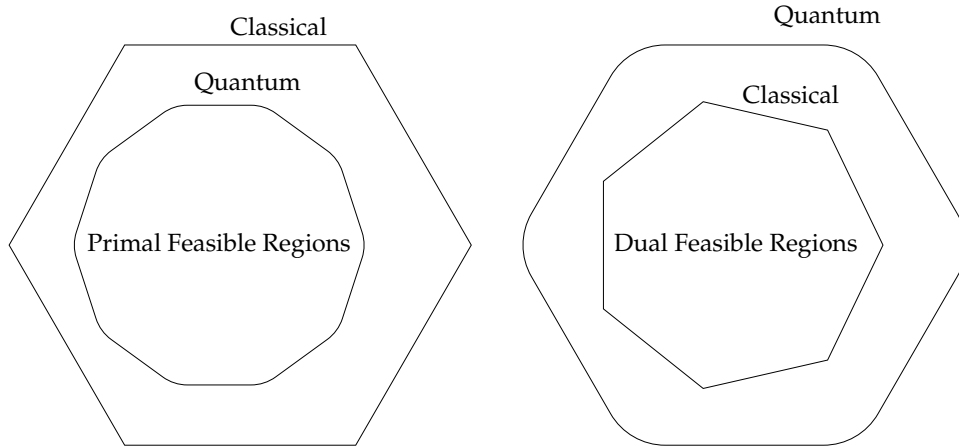 Classical
Quantum
Primal Feasible Regions
Quantum
Classical
Dual Feasible Regions